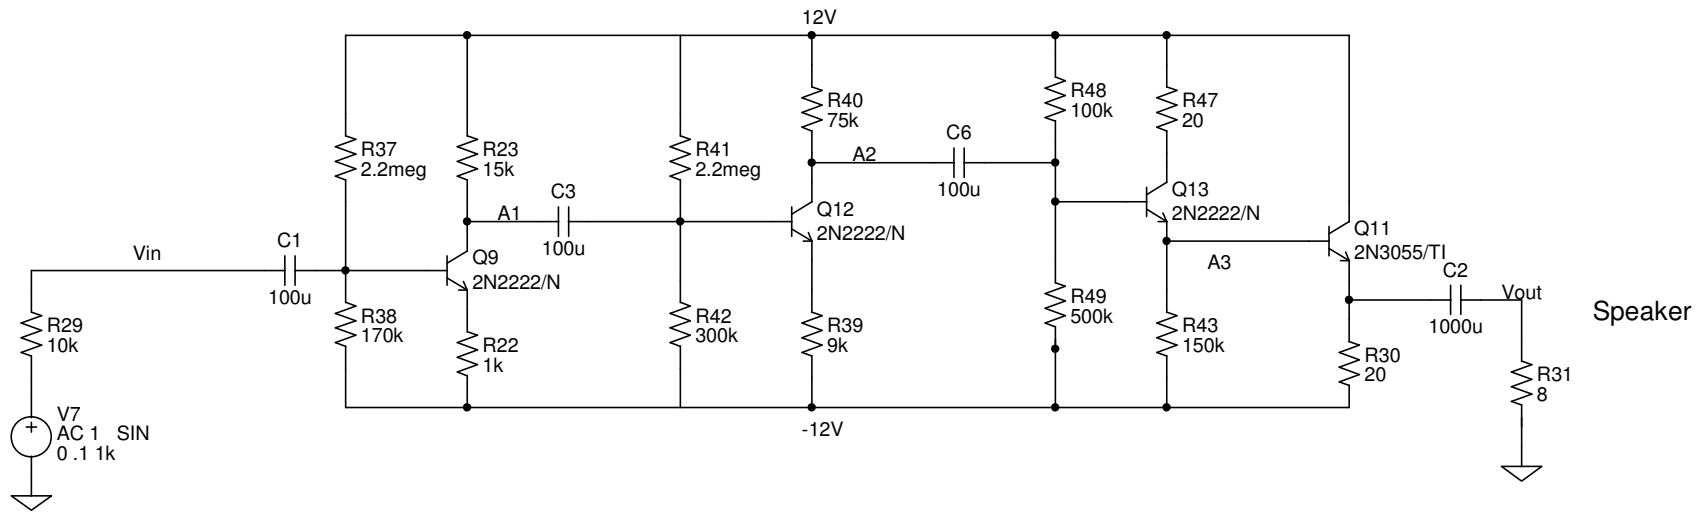 12V
R37
2.2meg
R23
15k
R41
2.2meg
R40
75k
R48
100k
R47
20
A1
C3
100u
A2
C6
100u
Q12
2N2222/N
Q13
2N2222/N
Q11
2N3055/TI
A3
Vin
C1
100u
Q9
2N2222/N
C2
1000u
Vout
Speaker
R29
10k
R38
170k
R22
1k
R42
300k
R39
9k
R49
500k
R43
150k
R30
20
R31
8
V7
AC 1 SIN
0 .1 1k
+
-12V